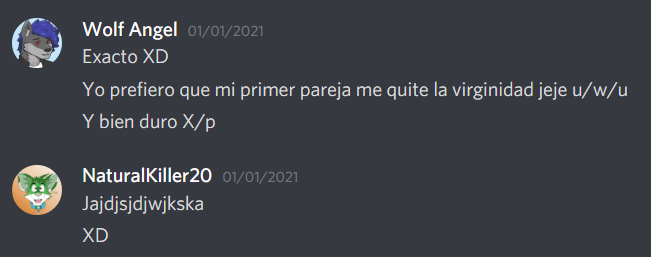 Wolf Angel 01/01/2021
Exacto XD
Yo prefiero que mi primer pareja me quite la virginidad jeje u/w/u
Y bien duro X/p
NaturalKiller20 01/01/2021
Jajdjsjdjwjkska
XD